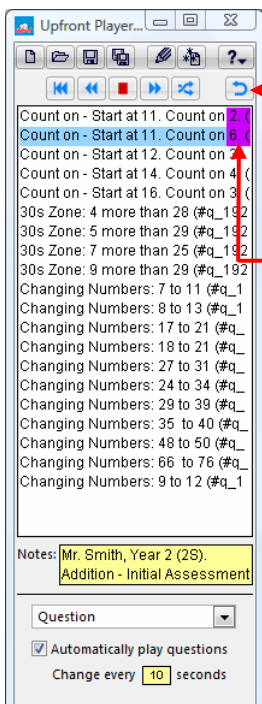 Upfront Player...
?
Count on - Start at 11. Count on 2. (
Count on - Start at 11. Count on 6. (
Count on - Start at 12. Count on 3
Count on - Start at 14. Count on 4. (
Count on - Start at 16. Count on 3. (
30s Zone: 4 more than 28 (#q_192
30s Zone: 5 more than 29 (#q_192
30s Zone: 7 more than 25 (#q_192
30s Zone: 9 more than 29 (#q_192
Changing Numbers: 7 to 11 (#q_1
Changing Numbers: 8 to 13 (#q_1
Changing Numbers: 17 to 21 (#q_
Changing Numbers: 18 to 21 (#q_
Changing Numbers: 27 to 31 (#q_
Changing Numbers: 24 to 34 (#q_
Changing Numbers: 29 to 39 (#q_
Changing Numbers: 35 to 40 (#q_
Changing Numbers: 48 to 50 (#q_
Changing Numbers: 66 to 76 (#q_
Changing Numbers: 9 to 12 (#q_1
Notes: Mr. Smith, Year 2 (2S).
Addition - Initial Assessment
Question
Automatically play questions
Change every 10 seconds